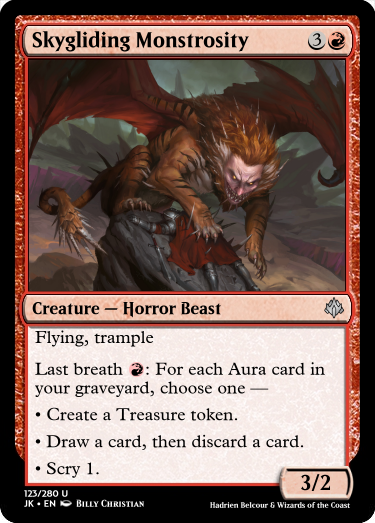 Skygliding Monstrosity 3
Creature — Horror Beast
Flying, trample
Last breath : For each Aura card in
your graveyard, choose one —
• Create a Treasure token.
• Draw a card, then discard a card.
• Scry 1.
3/2
123/280 U
JK • EN Billy Christian
Hadrien Belcour & Wizards of the Coast